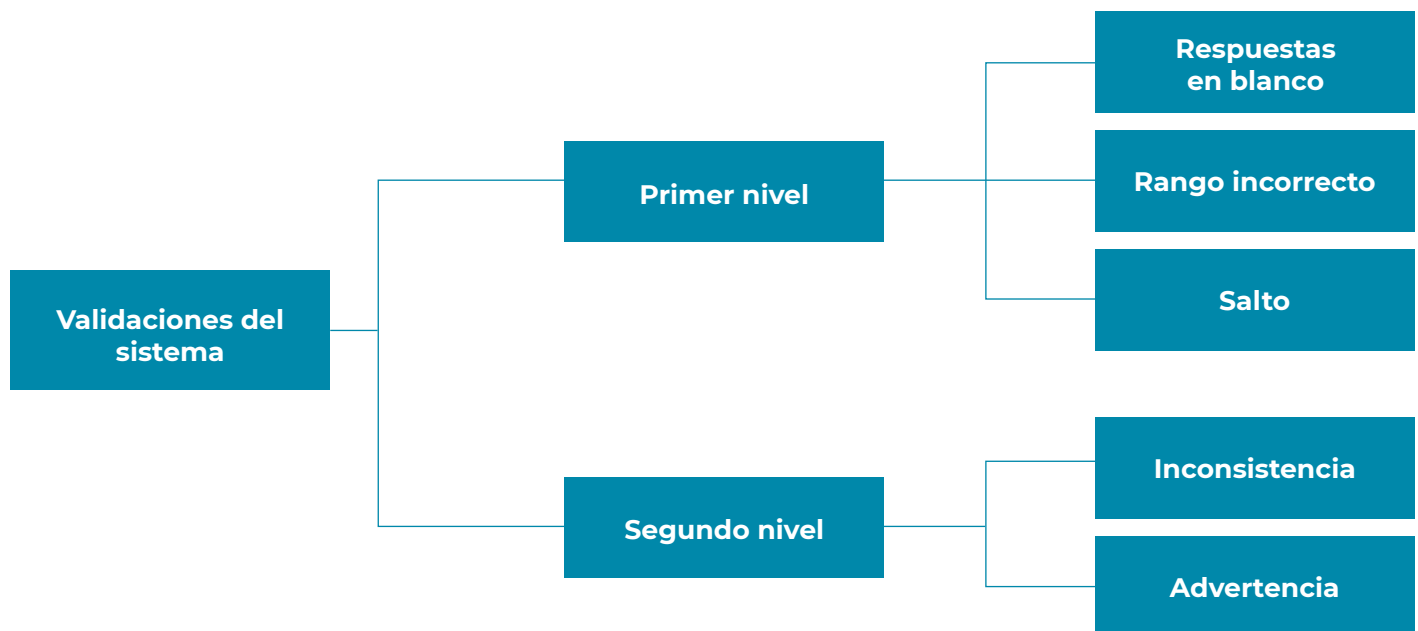 Validaciones del
sistema
Primer nivel
Respuestas
en blanco
Rango incorrecto
Salto
Segundo nivel
Inconsistencia
Advertencia